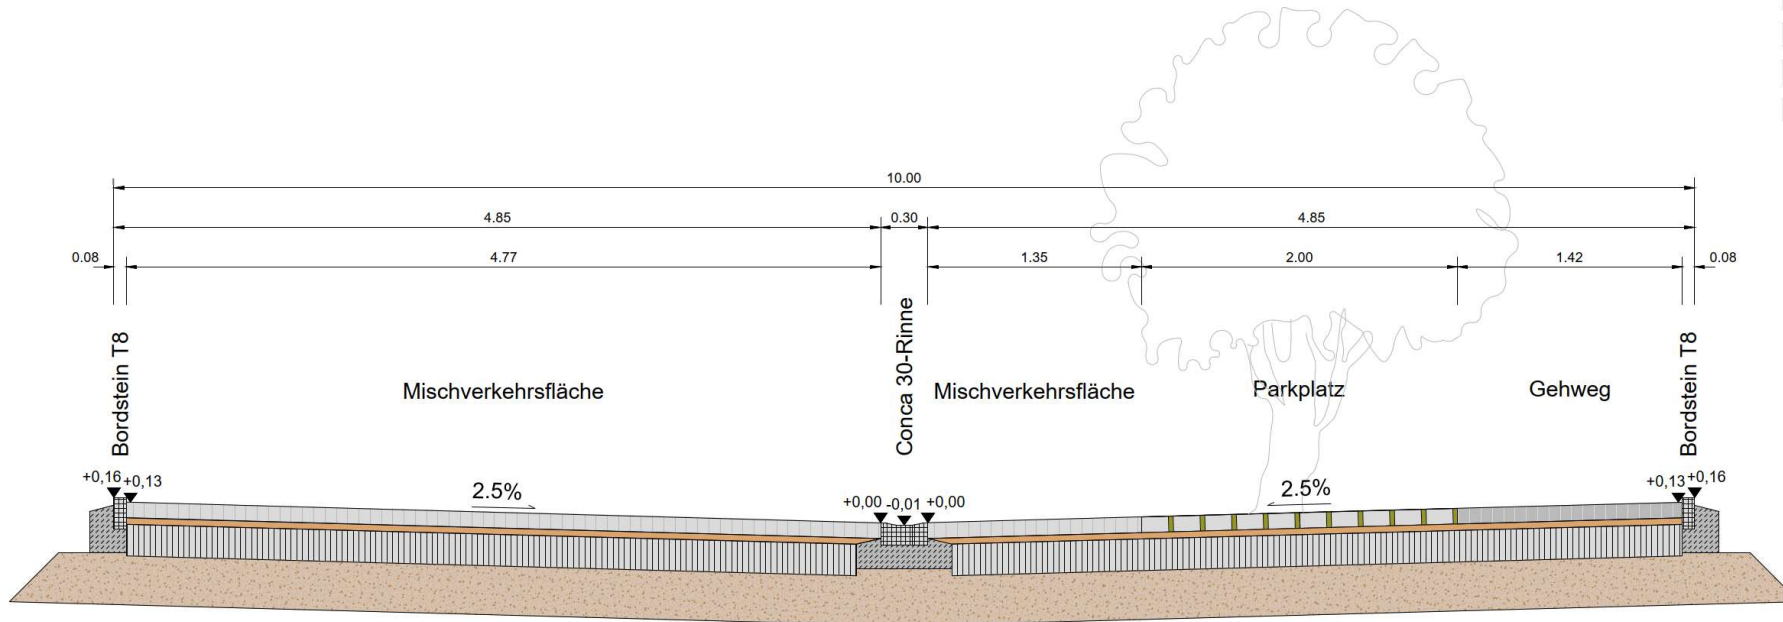 10.00
4.85
0.30
4.85
0.08
4.77
1.35
2.00
1.42
0.08
Bordstein T8
Mischverkehrsfläche
Conca 30-Rinne
Mischverkehrsfläche
Parkplatz
Gehweg
Bordstein T8
+0,16
+0,13
2.5%
+0,00
-0,01
+0,00
2.5%
+0,13
+0,16